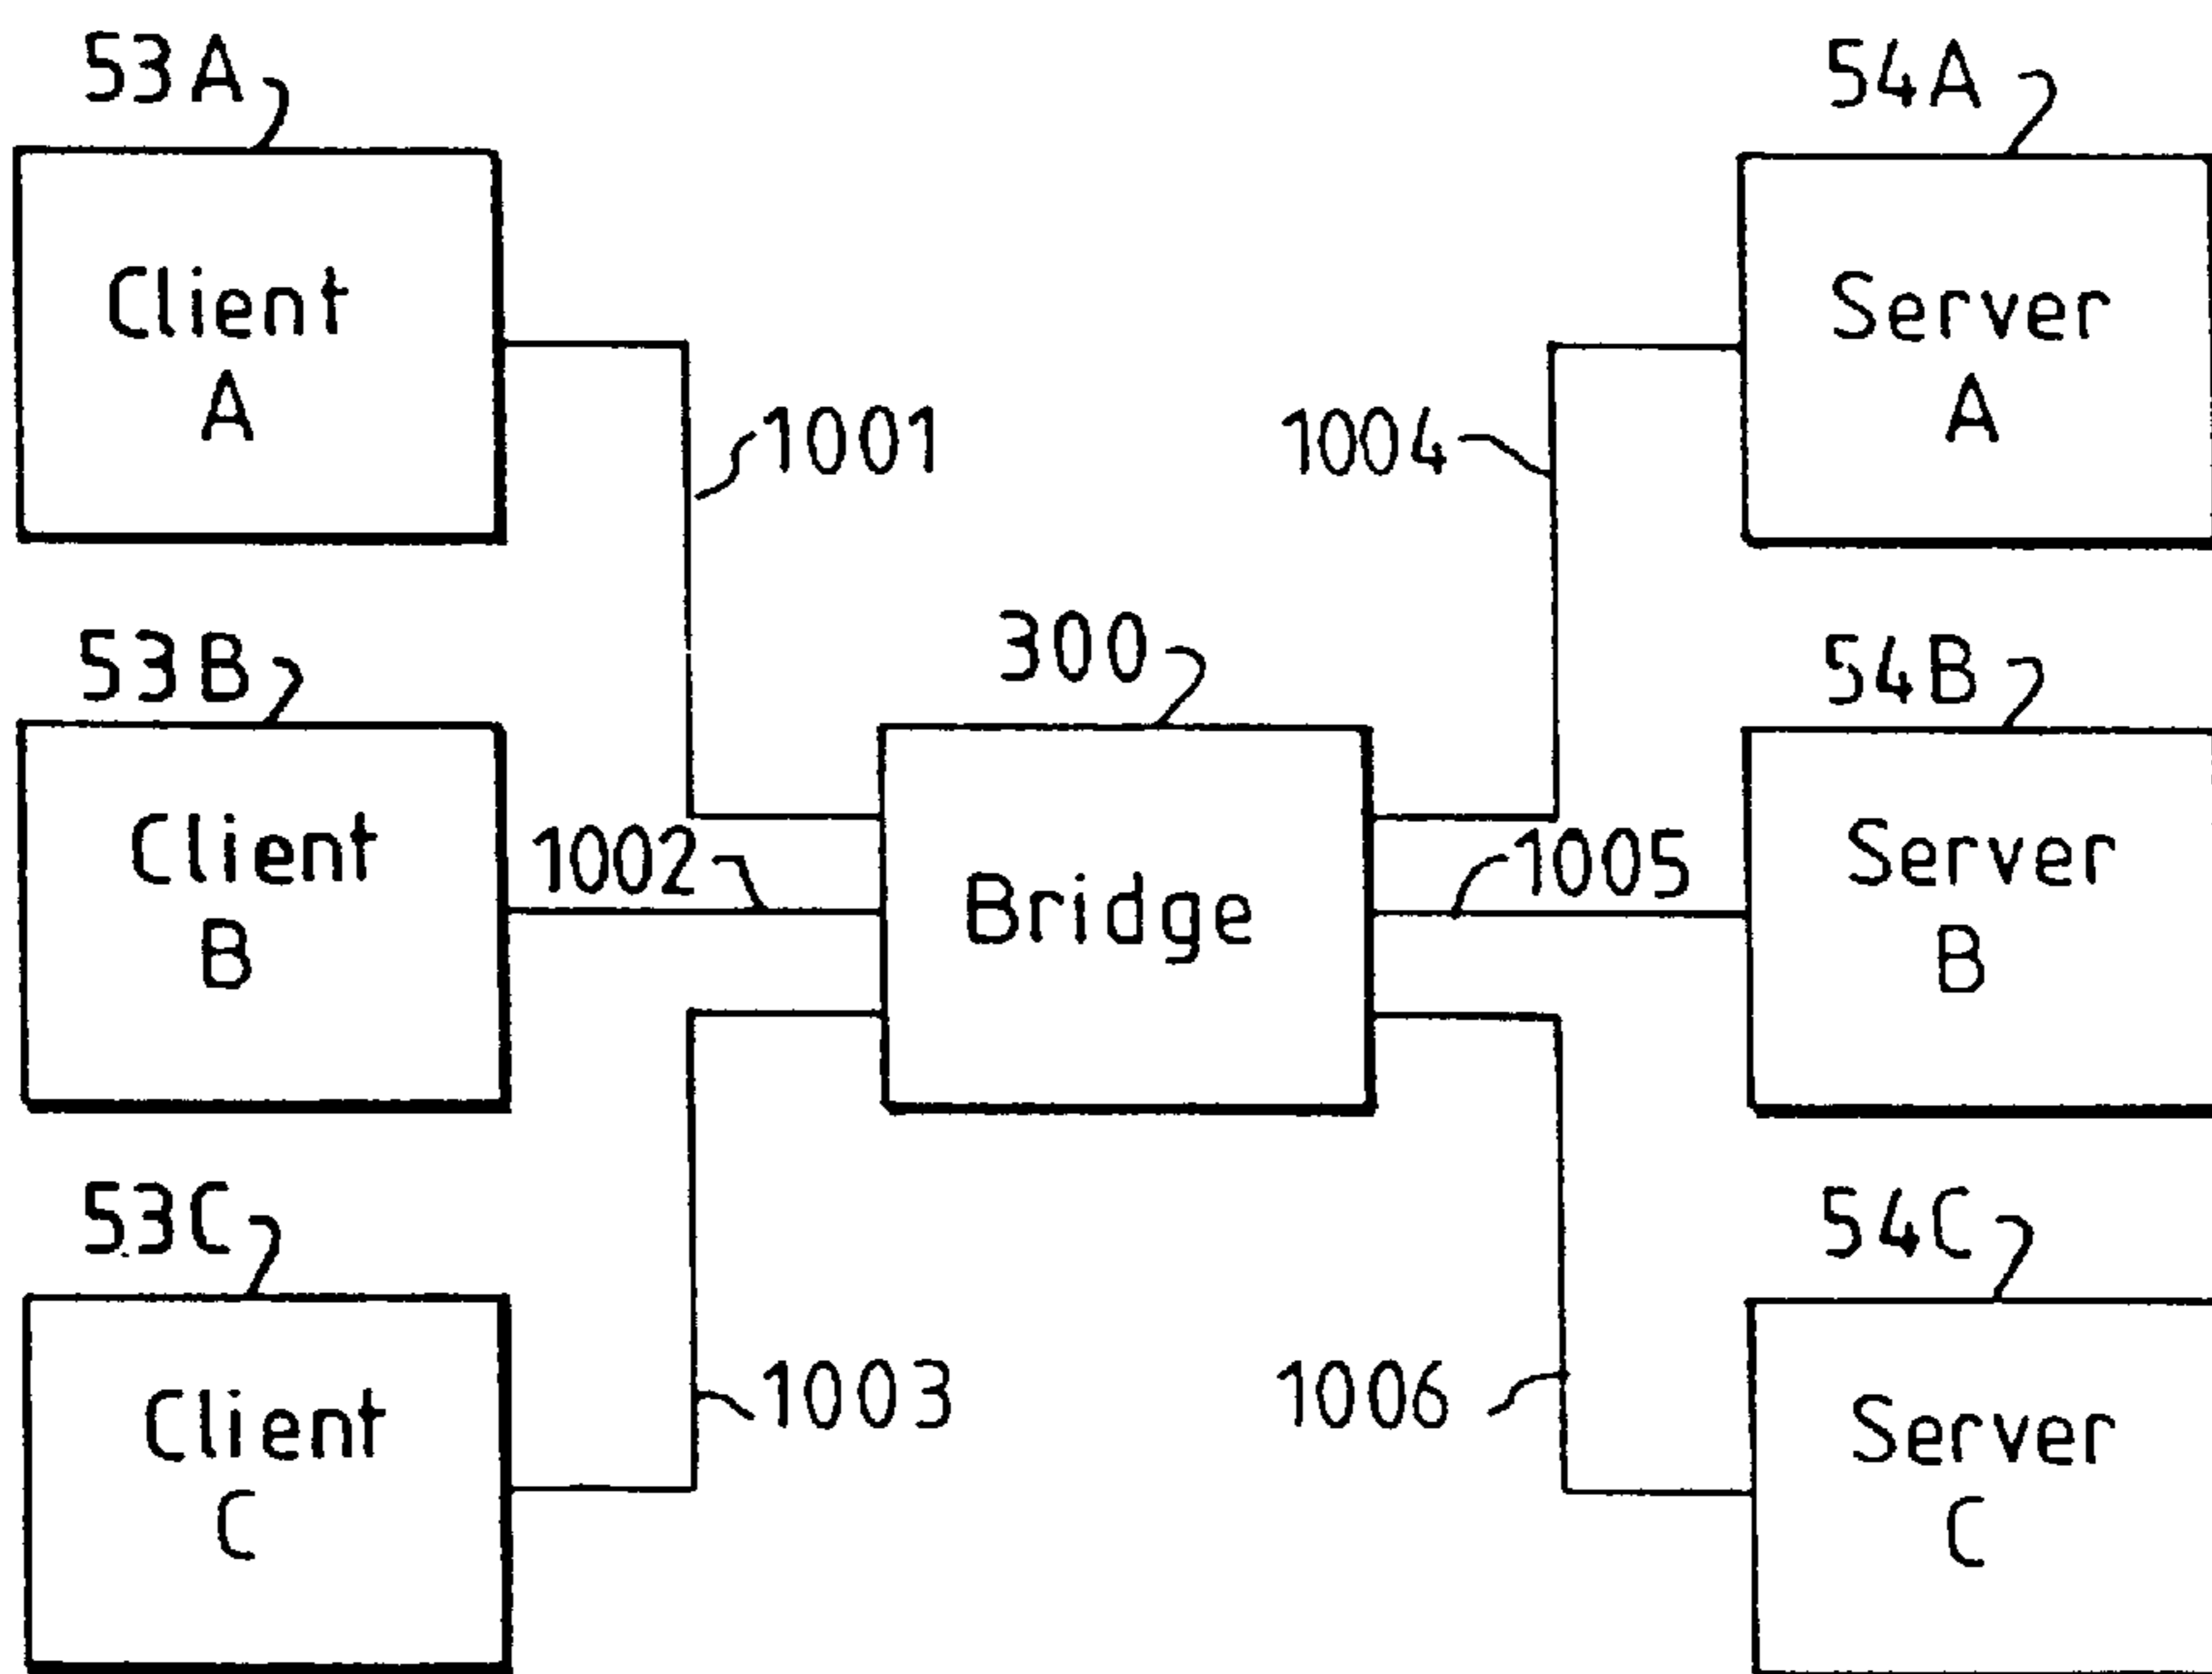 53A
54A
Client
A
Server
A
1001
1004
53B
300
54B
Client
B
1002
Bridge
1005
Server
B
53C
54C
1003
1006
Client
C
Server
C